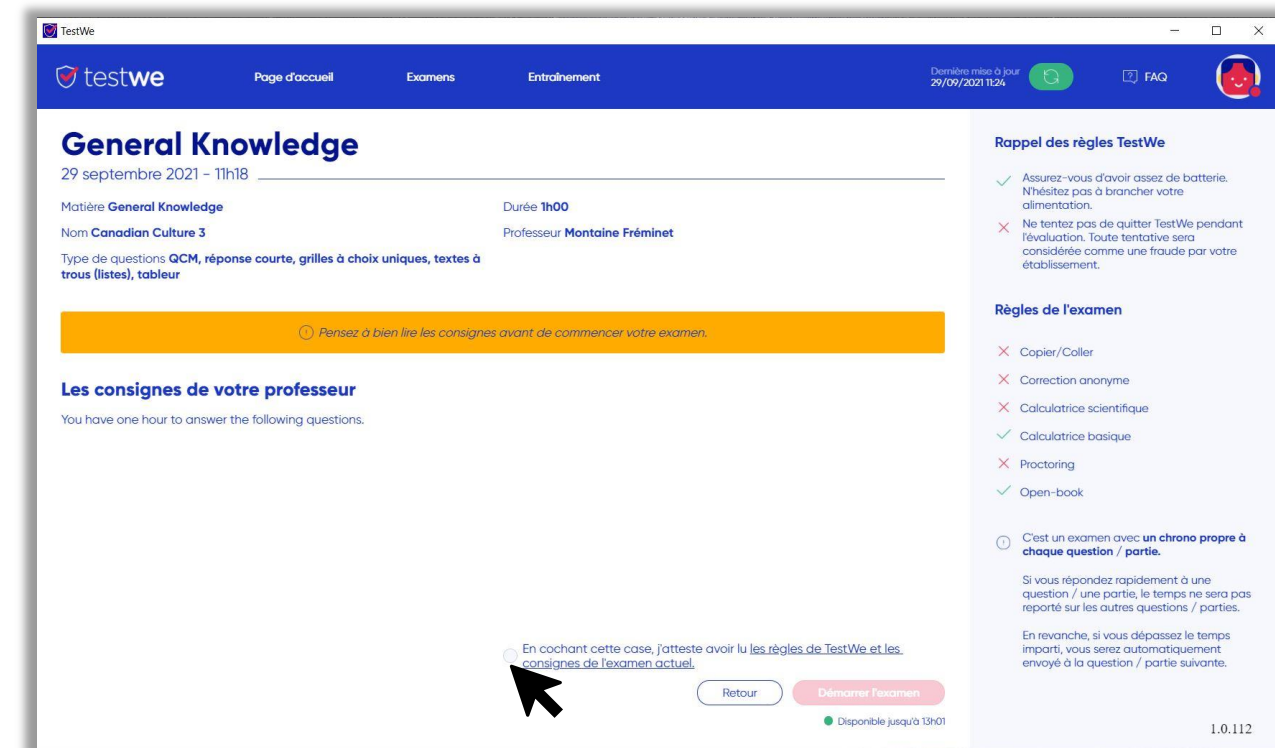 TestWe
testwe
Page d'accueil
Examens
Entraînement
Dernière mise à jour
29/09/2021 11:24
FAQ
General Knowledge
29 septembre 2021 - 11h18
Matière General Knowledge
Durée 1h00
Nom Canadian Culture 3
Professeur Montaine Fréminet
Type de questions QCM, réponse courte, grilles à choix uniques, textes à
trous (listes), tableur
Pensez à bien lire les consignes avant de commencer votre examen.
Les consignes de votre professeur
You have one hour to answer the following questions.
En cochant cette case, j'atteste avoir lu les règles de TestWe et les
consignes de l'examen actuel.
Retour
Démarrer l'examen
Disponible jusqu'à 13h01
Rappel des règles TestWe
Assurez-vous d'avoir assez de batterie.
N'hésitez pas à brancher votre
alimentation.
Ne tentez pas de quitter TestWe pendant
l'évaluation. Toute tentative sera
considérée comme une fraude par votre
établissement.
Règles de l'examen
Copier/Coller
Correction anonyme
Calculatrice scientifique
Calculatrice basique
Proctoring
Open-book
C'est un examen avec un chrono propre à
chaque question / partie.
Si vous répondez rapidement à une
question / une partie, le temps ne sera pas
reporté sur les autres questions / parties.
En revanche, si vous dépassez le temps
imparti, vous serez automatiquement
envoyé à la question / partie suivante.
1.0.112